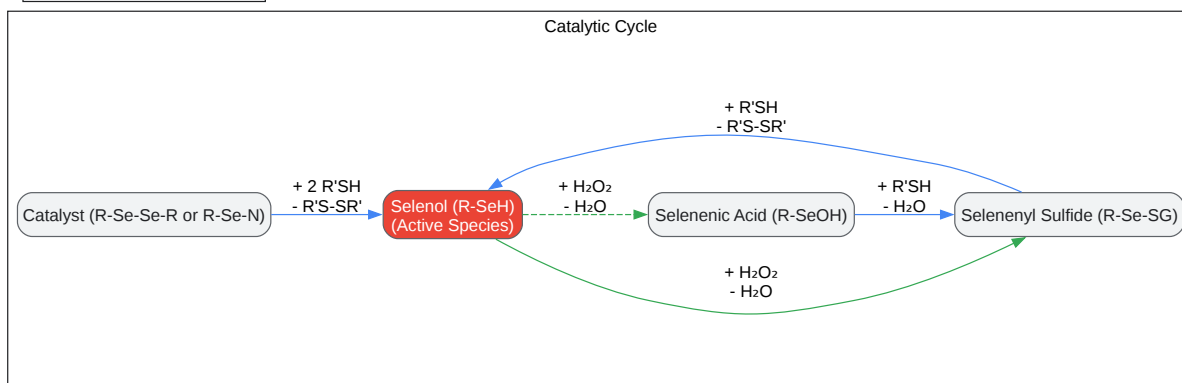 Catalytic Cycle
+ R'SH
- R'S-SR'
+ 2 R'SH
- R'S-SR'
+ H₂O₂
- H₂O
+ R'SH
- H₂O
Catalyst (R-Se-Se-R or R-Se-N)
Selenol (R-SeH)
(Active Species)
Selenenic Acid (R-SeOH)
Selenenyl Sulfide (R-Se-SG)
+ H₂O₂
- H₂O